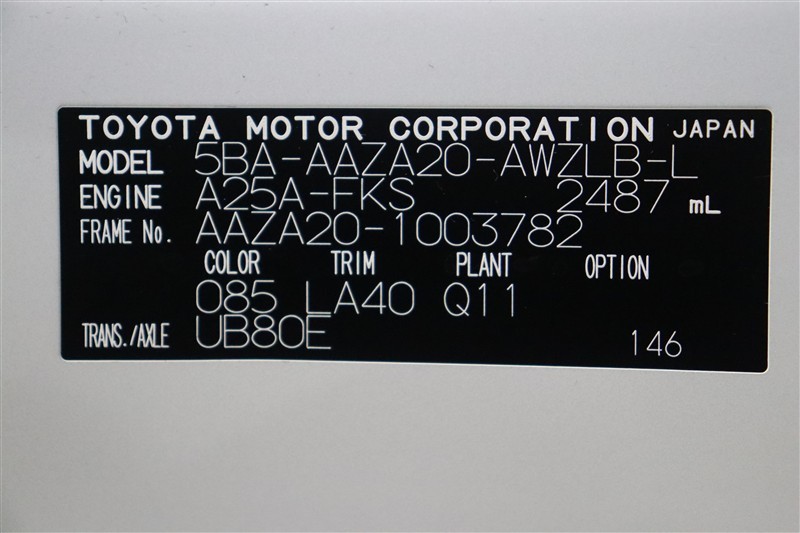 TOYOTA MOTOR CORPORATION JAPAN
MODEL 5BA-AAZA20-AWZLB-L
ENGINE A25A-FKS 2487 mL
FRAME No. AAZA20-1003782
COLOR TRIM PLANT OPTION
085 LA40 Q11
TRANS./AXLE UB80E 146